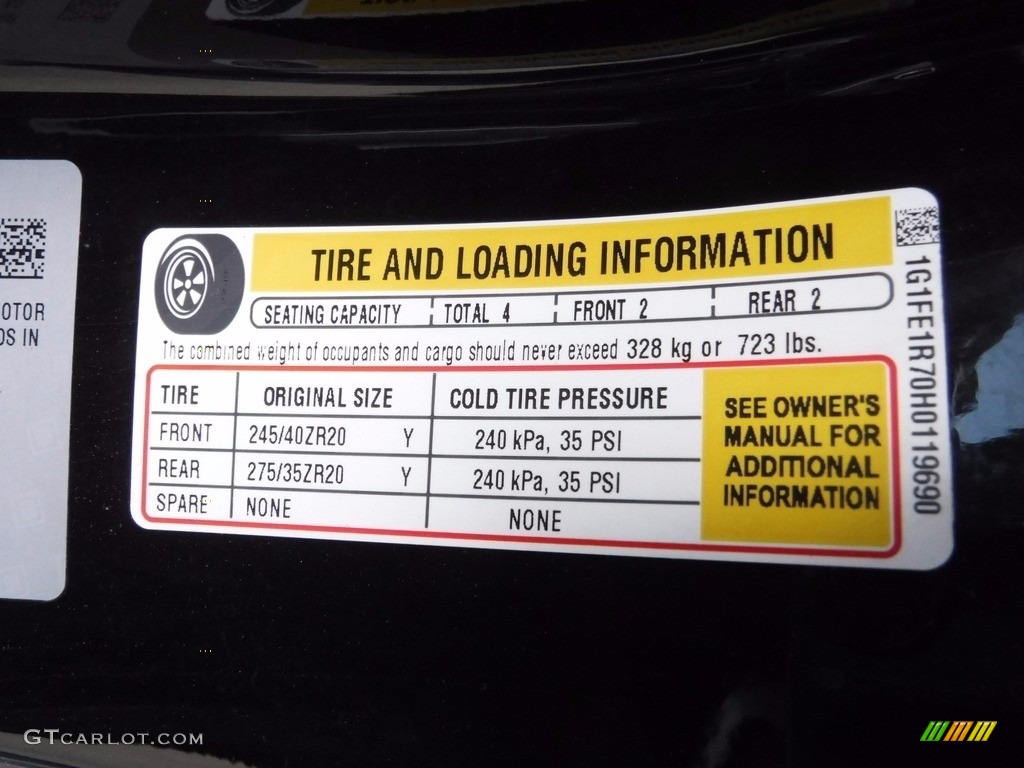 OTOR
DS IN
TIRE AND LOADING INFORMATION
SEATING CAPACITY TOTAL 4 FRONT 2 REAR 2
The combined weight of occupants and cargo should never exceed 328 kg or 723 lbs.
TIRE ORIGINAL SIZE COLD TIRE PRESSURE
FRONT 245/40ZR20 Y 240 kPa, 35 PSI
REAR 275/35ZR20 Y 240 kPa, 35 PSI
SPARE NONE NONE
SEE OWNER'S
MANUAL FOR
ADDITIONAL
INFORMATION
1G1FE1R70H0119690
GTCARLOT.COM